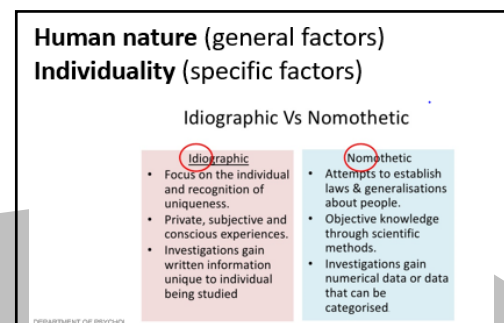 Human nature (general factors)
Individuality (specific factors)
Idiographic Vs Nomothetic
Idiographic
• Focus on the individual
and recognition of
uniqueness.
• Private, subjective and
conscious experiences.
• Investigations gain
written information
unique to individual
being studied
Nomothetic
• Attempts to establish
laws & generalisations
about people.
• Objective knowledge
through scientific
methods.
• Investigations gain
numerical data or data
that can be
categorised
DEPARTMENT OF